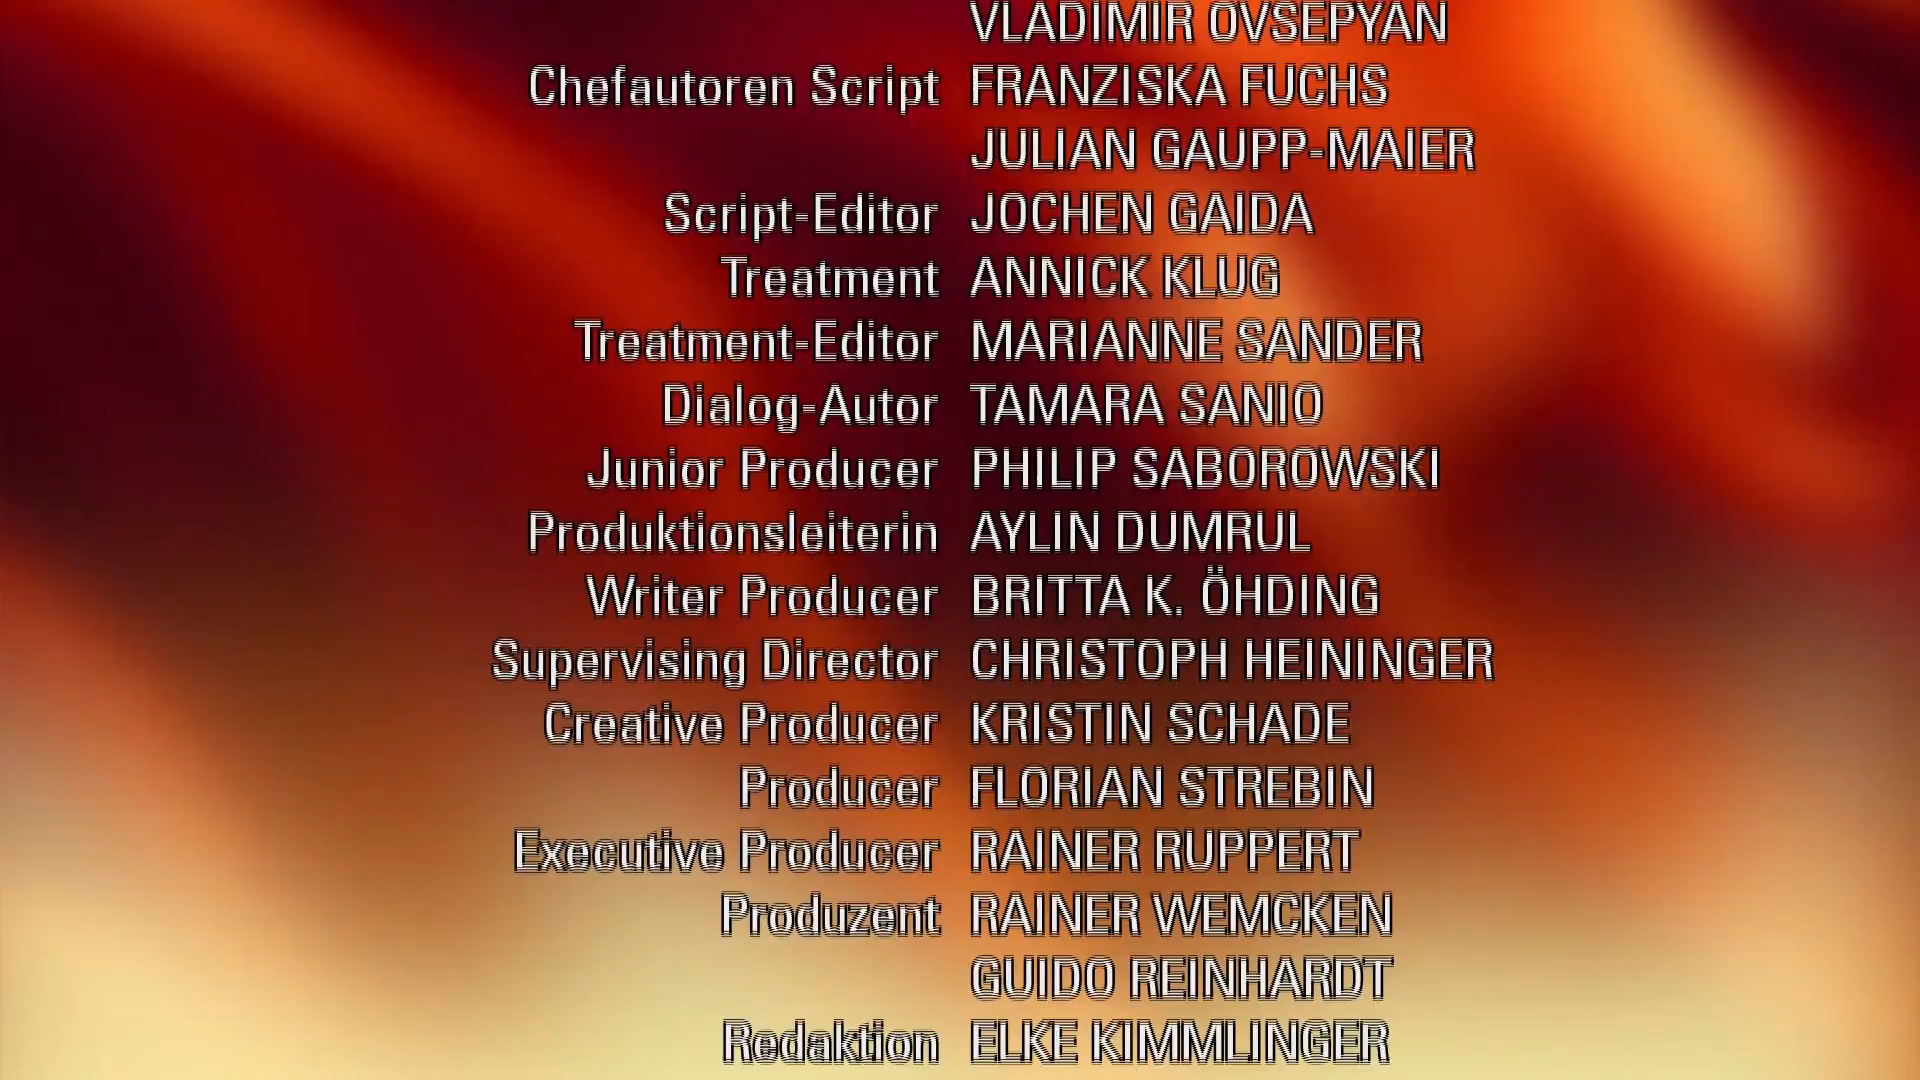 VLADIMIR OVSEPYAN
Chefautoren Script FRANZISKA FUCHS
JULIAN GAUPP-MAIER
Script-Editor JOCHEN GAIDA
Treatment ANNICK KLUG
Treatment-Editor MARIANNE SANDER
Dialog-Autor TAMARA SANIO
Junior Producer PHILIP SABOROWSKI
Produktionsleiterin AYLIN DUMRUL
Writer Producer BRITTA K. ÖHDING
Supervising Director CHRISTOPH HEININGER
Creative Producer KRISTIN SCHADE
Producer FLORIAN STREBIN
Executive Producer RAINER RUPPERT
Produzent RAINER WEMCKEN
GUIDO REINHARDT
Redaktion ELKE KIMMLINGER